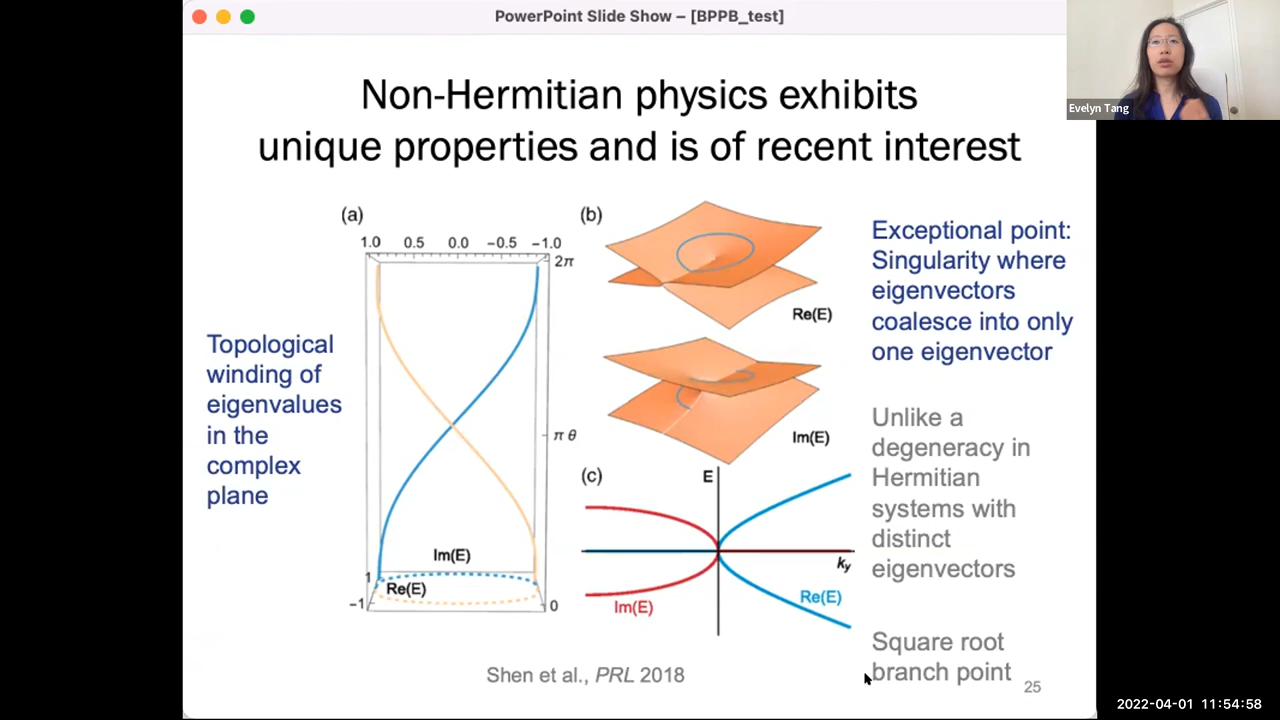 PowerPoint Slide Show – [BPPB_test]
Evelyn Tang
Non-Hermitian physics exhibits
unique properties and is of recent interest
(a)
1.0 0.5 0.0 −0.5 −1.0
2π
π θ
Im(E)
1
Re(E)
−1
0
Topological
winding of
eigenvalues
in the
complex
plane
(b)
Re(E)
Im(E)
(c)
E
ky
Im(E)
Re(E)
Exceptional point:
Singularity where
eigenvectors
coalesce into only
one eigenvector
Unlike a
degeneracy in
Hermitian
systems with
distinct
eigenvectors
Square root
branch point
Shen et al., PRL 2018
25
2022-04-01 11:54:58